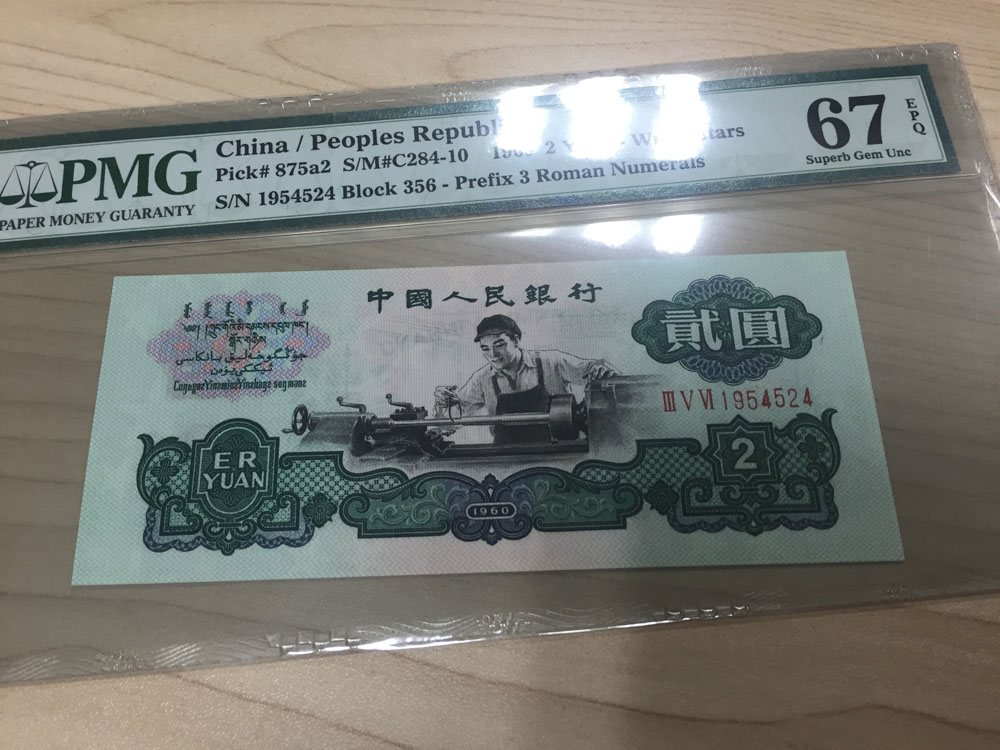 PMG
PAPER MONEY GUARANTY
China / Peoples
Pick# 875a2 S/M#C284-10 2
S/N 1954524 Block 356 - Prefix 3 Roman Numerals
67
EPQ
Superb Gem Unc
中國人民銀行
貳圓
ⅢⅤⅥ1954524
ER
YUAN
2
1960